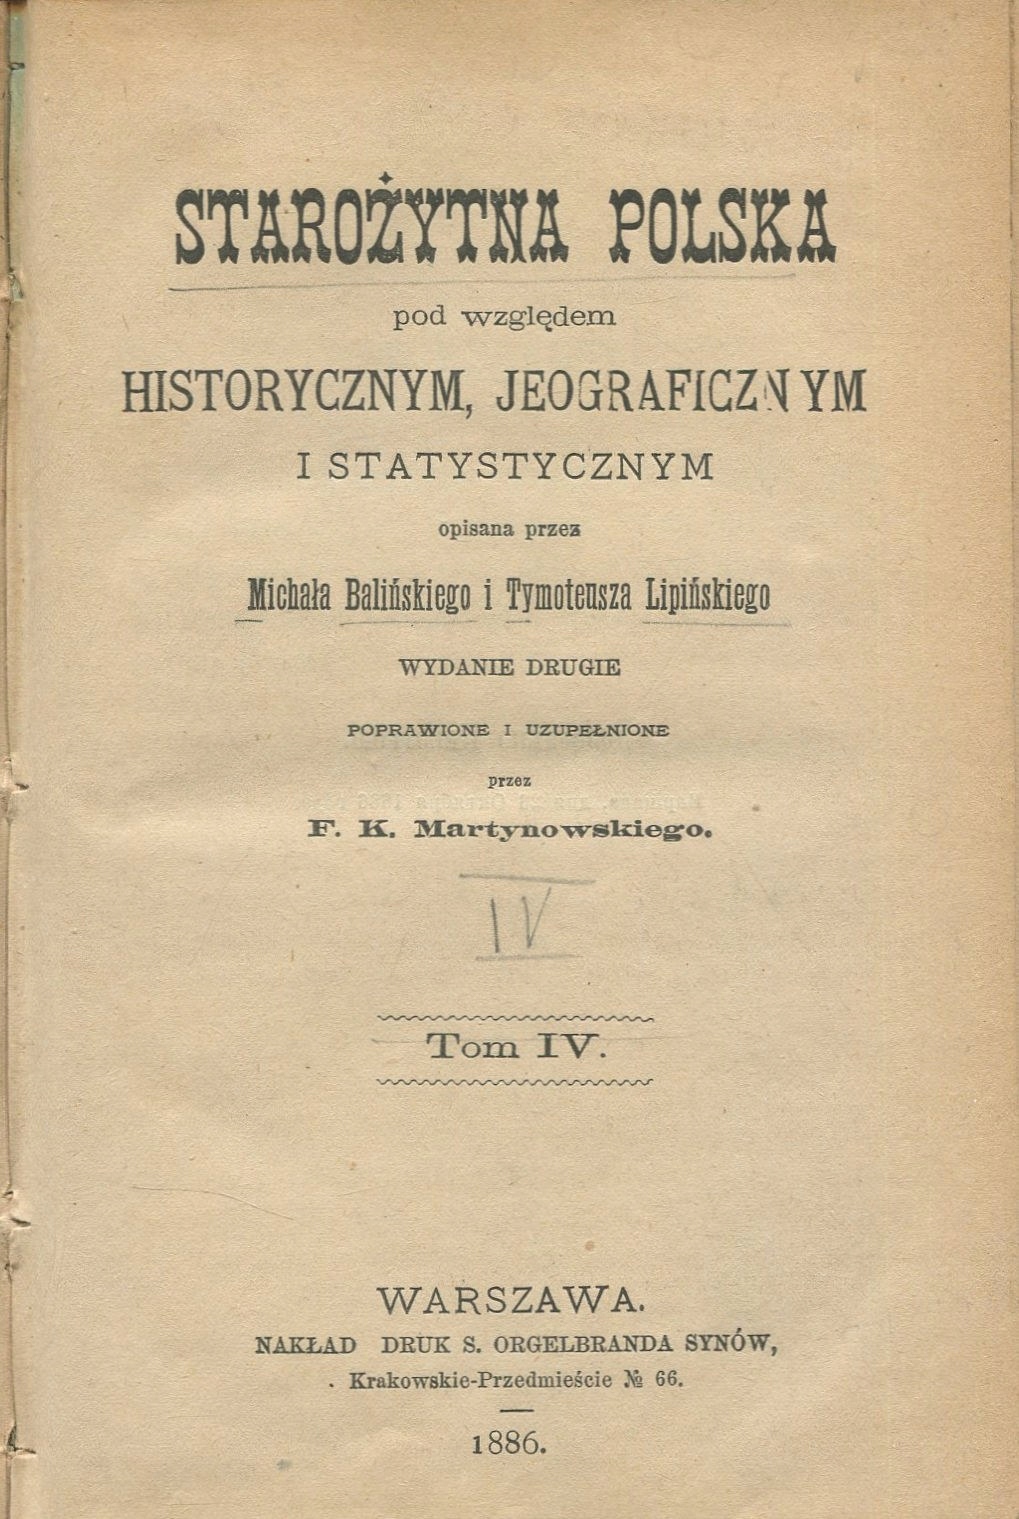 STAROŻYTNA POLSKA
pod względem
HISTORYCZNYM, JEOGRAFICZNYM
I STATYSTYCZNYM
opisana przez
Michała Balińskiego i Tymoteusza Lipińskiego
WYDANIE DRUGIE
POPRAWIONE I UZUPEŁNIONE
przez
F. K. Martynowskiego.
IV
Tom IV.
WARSZAWA.
NAKŁAD DRUK S. ORGELBRANDA SYNÓW,
Krakowskie-Przedmieście № 66.
1886.